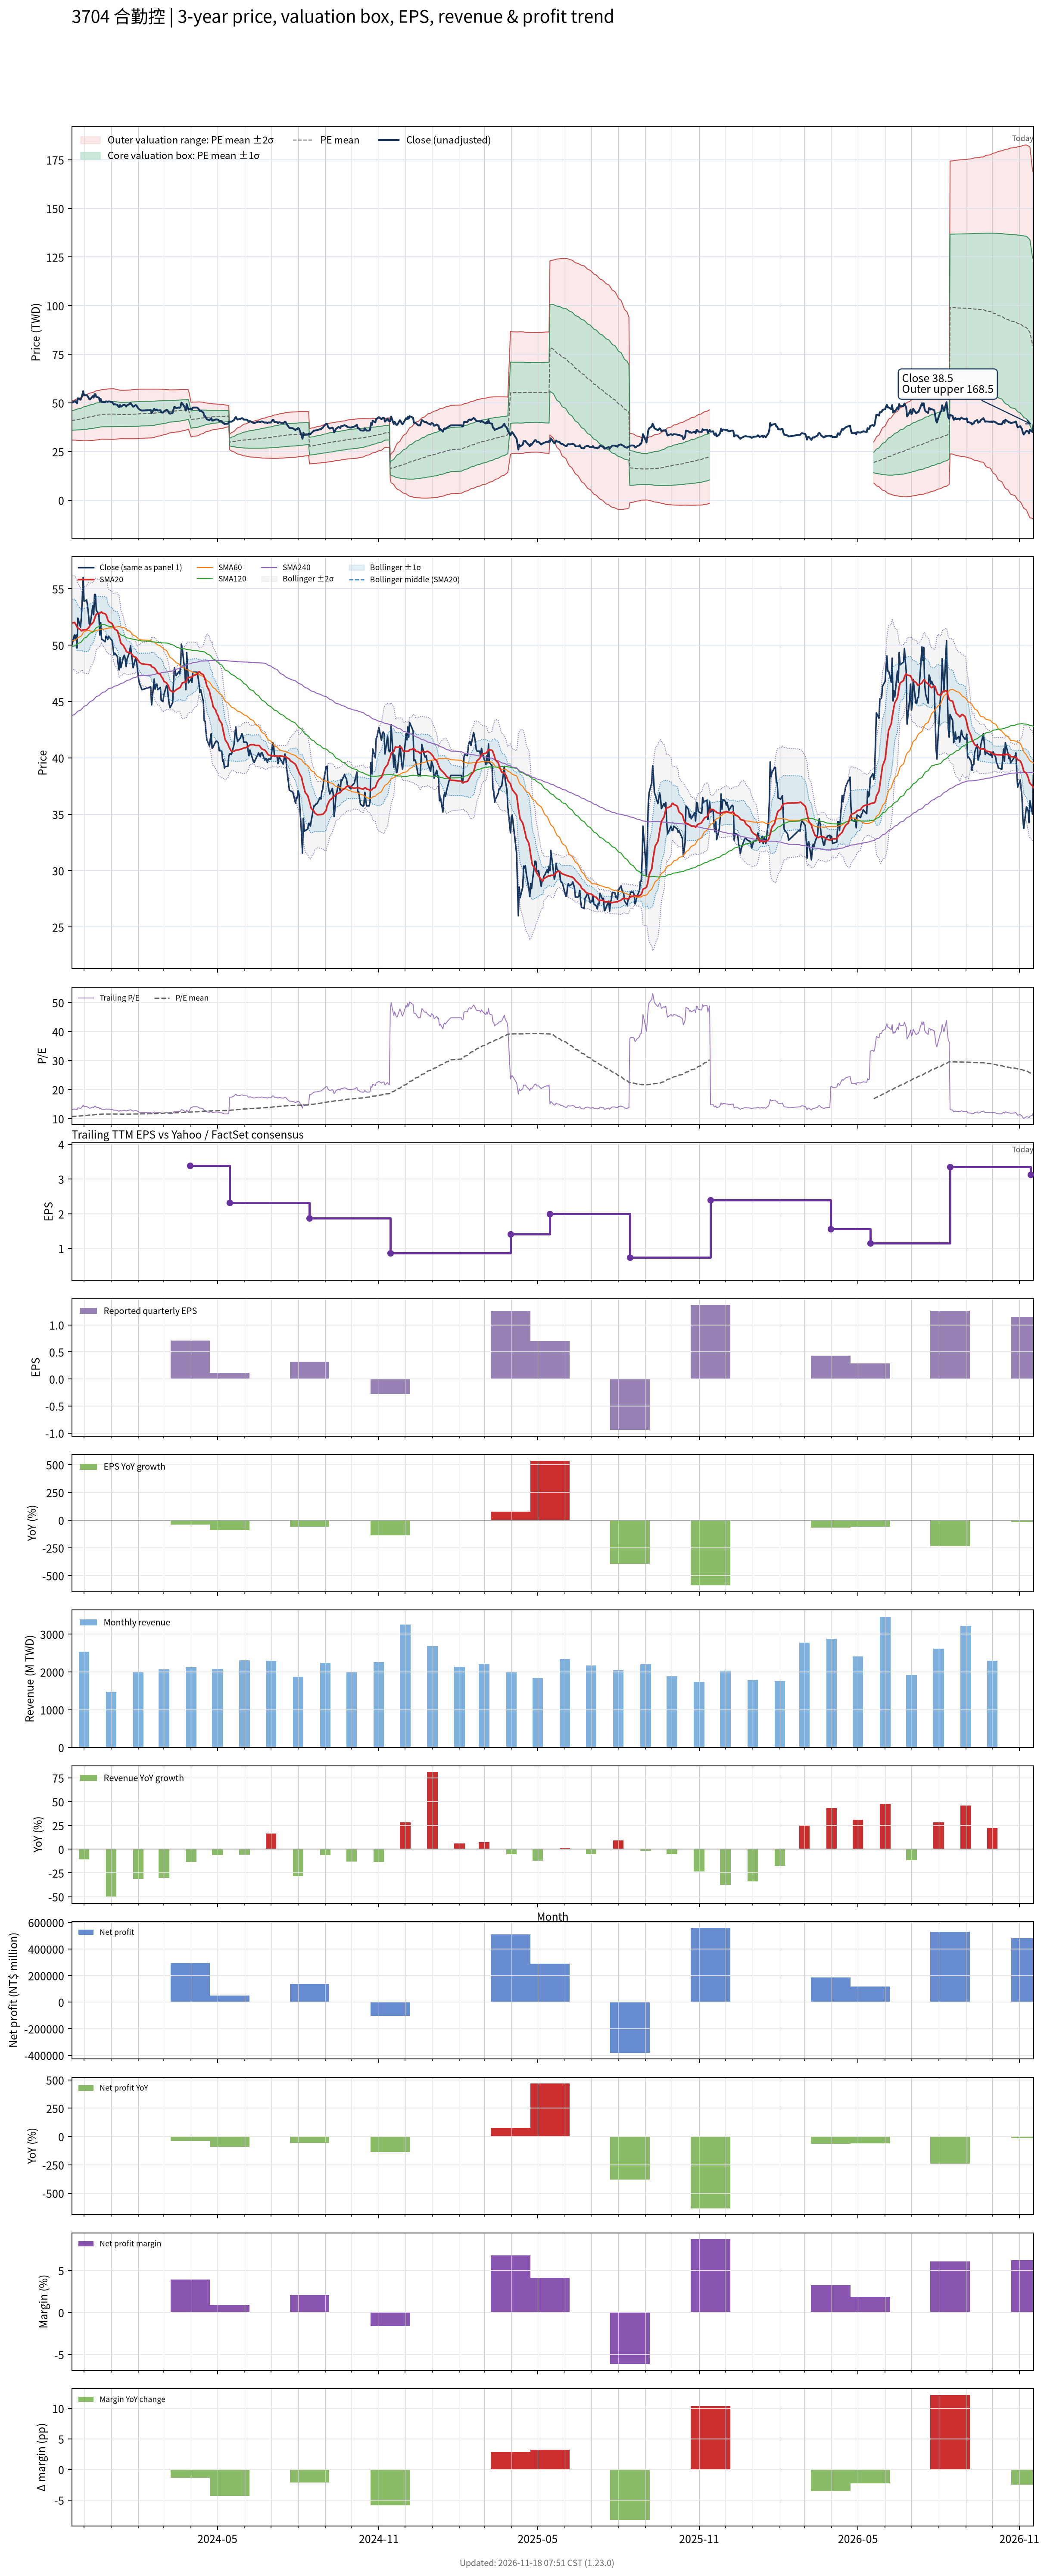 3704 合勤控 | 3-year price, valuation box, EPS, revenue & profit trend
Outer valuation range: PE mean ±2σ
Core valuation box: PE mean ±1σ
PE mean
Close (unadjusted)
Today
Price (TWD)
175
150
125
100
75
50
25
0
Close 38.5
Outer upper 168.5
Close (same as panel 1)
SMA20
SMA60
SMA120
SMA240
Bollinger ±2σ
Bollinger ±1σ
Bollinger middle (SMA20)
Price
55
50
45
40
35
30
25
Trailing P/E
P/E mean
P/E
50
40
30
20
10
Trailing TTM EPS vs Yahoo / FactSet consensus
Today
EPS
4
3
2
1
Reported quarterly EPS
EPS
1.0
0.5
0.0
-0.5
-1.0
EPS YoY growth
YoY (%)
500
250
0
-250
-500
Monthly revenue
Revenue (M TWD)
3000
2000
1000
0
Revenue YoY growth
YoY (%)
75
50
25
0
-25
-50
Month
Net profit
Net profit (NT$ million)
600000
400000
200000
0
-200000
-400000
Net profit YoY
YoY (%)
500
250
0
-250
-500
Net profit margin
Margin (%)
5
0
-5
Margin YoY change
Δ margin (pp)
10
5
0
-5
2024-05
2024-11
2025-05
2025-11
2026-05
2026-11
Updated: 2026-11-18 07:51 CST (1.23.0)